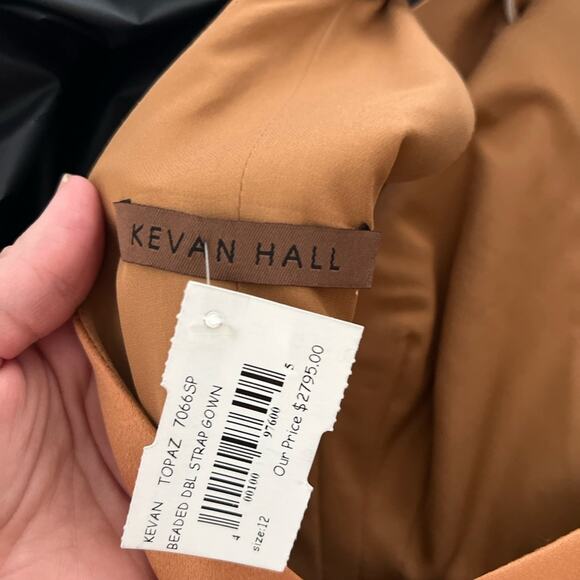 KEVAN HALL
KEVAN TOPAZ 7066SP
BEADED DBL STRAP GOWN
4 00100 97600 5
size:12
Our Price $2795.00